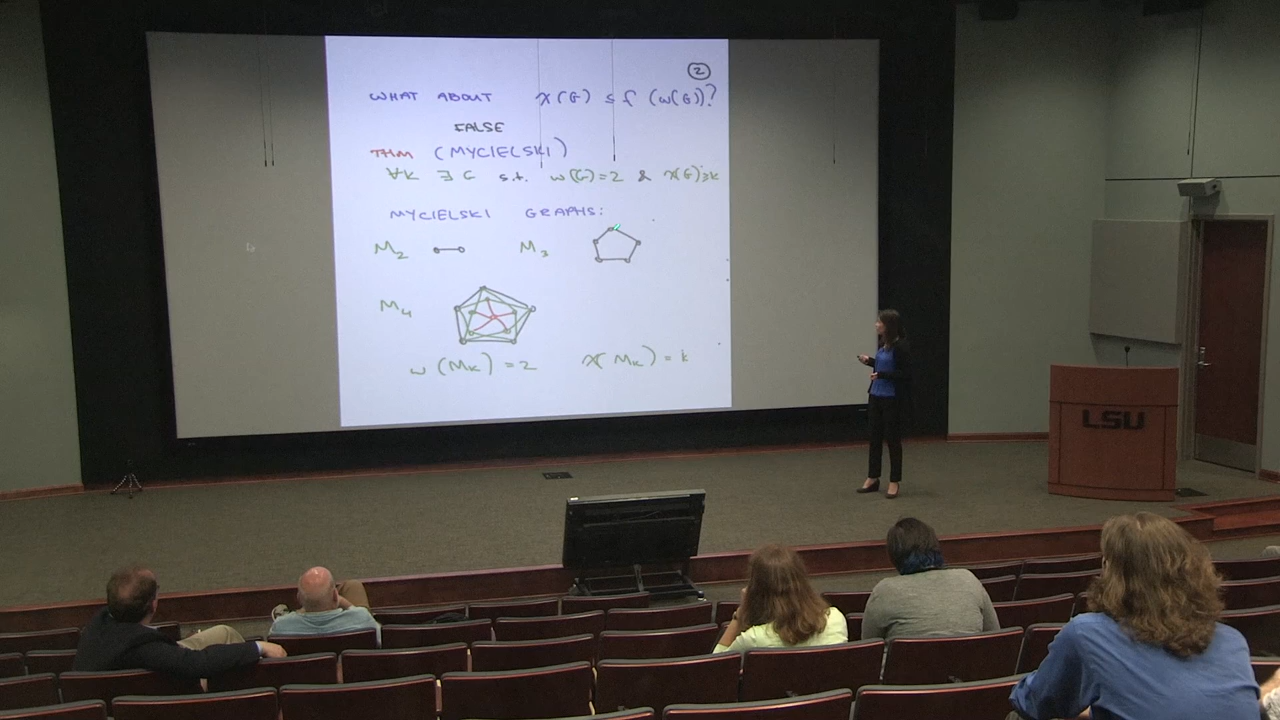 ②
WHAT ABOUT χ(G) ≤ f (ω(G))?
FALSE
THM (MYCIELSKI)
∀k ∃ G s.t. ω(G)=2 & χ(G)≥k
MYCIELSKI GRAPHS:
M₂ M₃
M₄
ω(Mₖ) = 2 χ(Mₖ) = k
LSU